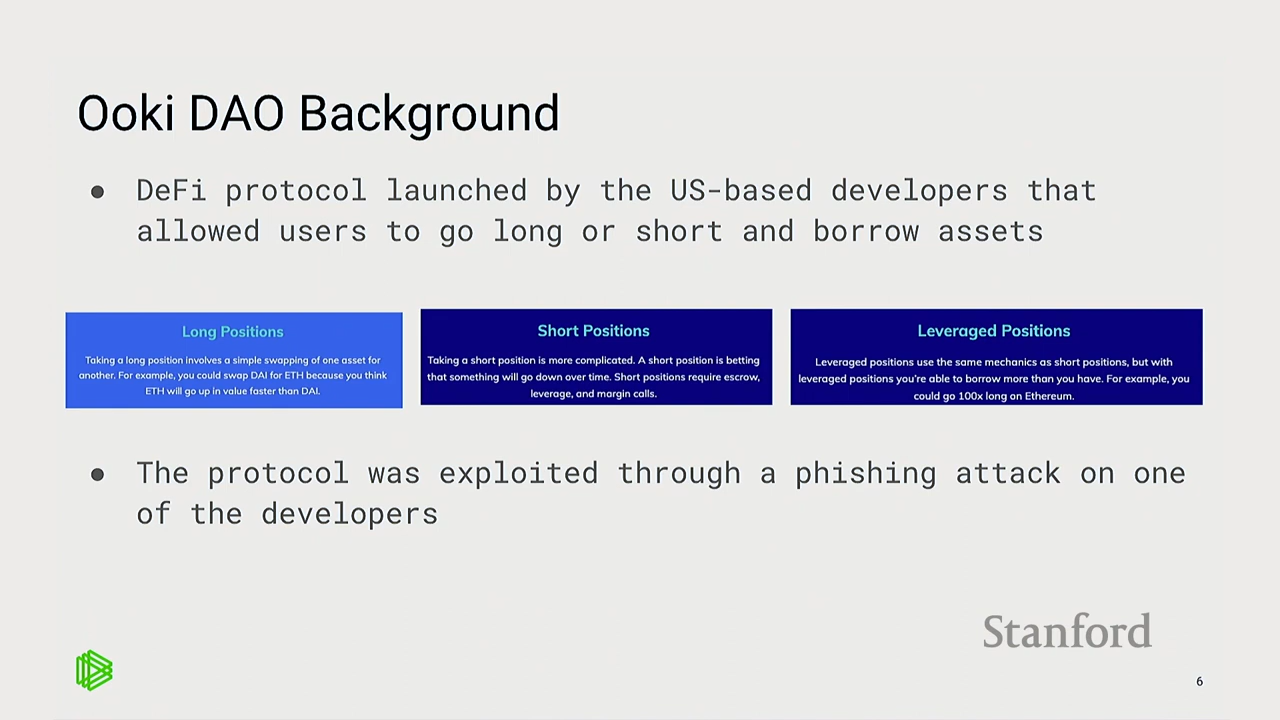 Ooki DAO Background
● DeFi protocol launched by the US-based developers that
allowed users to go long or short and borrow assets
Long Positions
Taking a long position involves a simple swapping of one asset for
another. For example, you could swap DAI for ETH because you think
ETH will go up in value faster than DAI.
Short Positions
Taking a short position is more complicated. A short position is betting
that something will go down over time. Short positions require escrow,
leverage, and margin calls.
Leveraged Positions
Leveraged positions use the same mechanics as short positions, but with
leveraged positions you're able to borrow more than you have. For example, you
could go 100x long on Ethereum.
● The protocol was exploited through a phishing attack on one
of the developers
Stanford
6